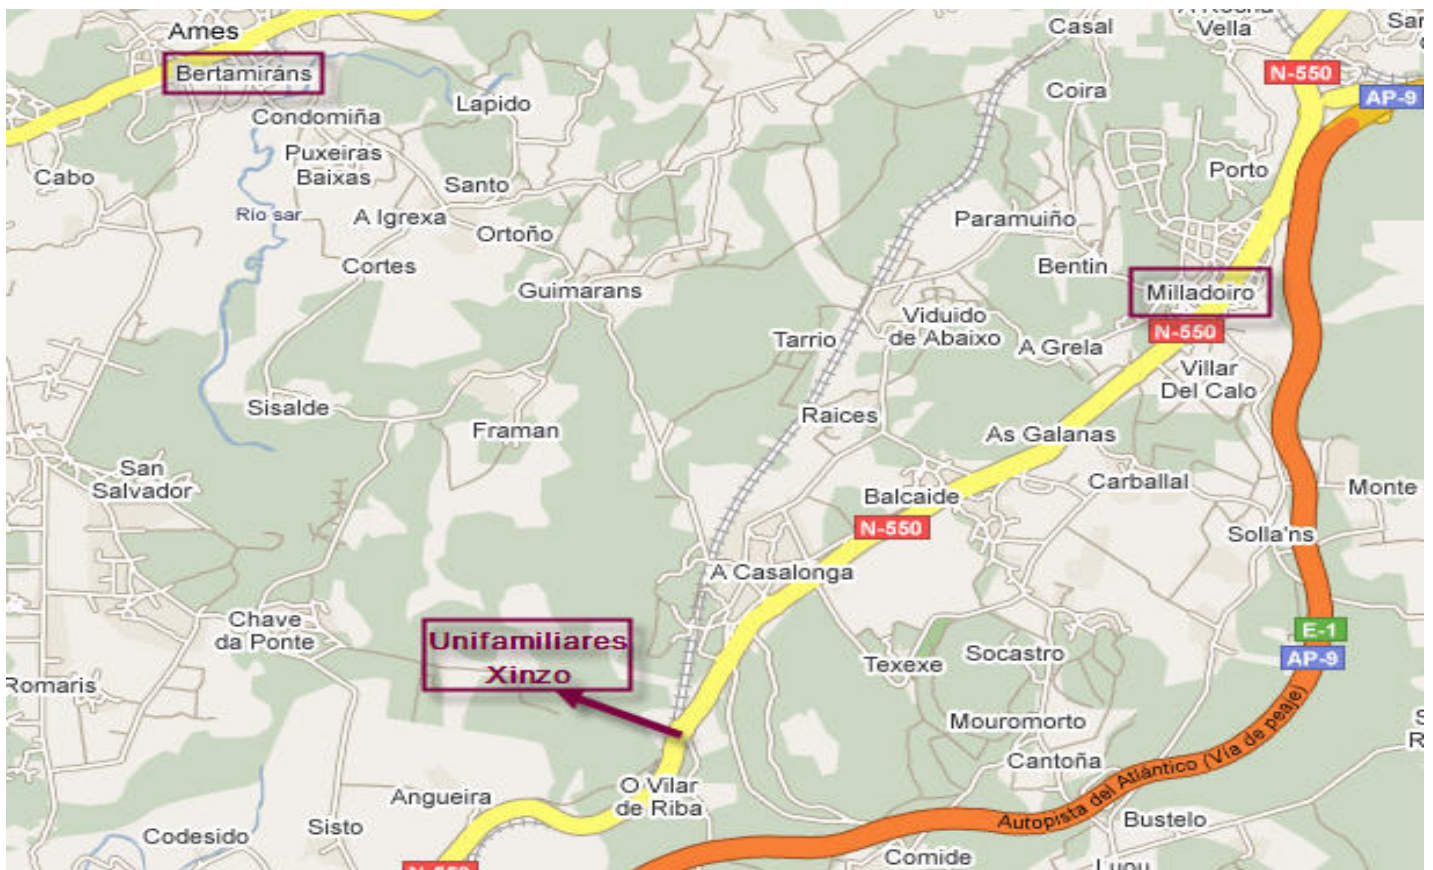 Casal
A Rocha
Vella
Ames
Bertamiráns
N-550
AP-9
Coira
Lapido
Condomiña
Puxeiras
Baixas
Cabo
Santo
Porto
Río sar
A Igrexa
Ortoño
Paramuiño
Cortes
Bentin
Guimarans
Milladoiro
Viduido
de Abaixo
Tarrio
A Grela
N-550
Villar
Del Calo
Sisalde
Raices
Framan
As Galanas
San
Salvador
Balcaide
Carballal
Monte
N-550
Solla'ns
A Casalonga
Chave
da Ponte
Unifamiliares
Xinzo
E-1
AP-9
Texexe
Socastro
Romaris
Mouromorto
Cantoña
Autopista del Atlántico (Vía de peaje)
O Vilar
de Riba
Angueira
Sisto
Codesido
Bustelo
Comide
N-550